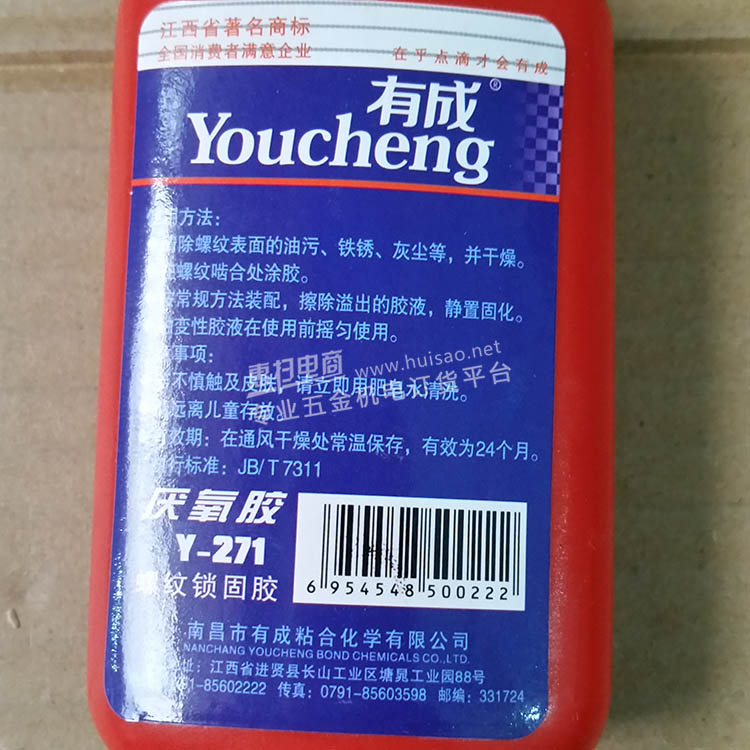 江西省著名商标
全国消费者满意企业
在乎点滴才会有成
有成®
Youcheng
用方法：
除螺纹表面的油污、铁锈、灰尘等，并干燥。
螺纹啮合处涂胶。
常规方法装配，擦除溢出的胶液，静置固化。
变性胶液在使用前摇匀使用。
事项：
不慎触及皮肤，请立即用肥皂水清洗。
远离儿童存放。
效期：在通风干燥处常温保存，有效为24个月。
行标准：JB/T 7311
厌氧胶
Y-271
螺纹锁固胶
6 954548 500222
南昌市有成粘合化学有限公司
NANCHANG YOUCHENG BOND CHEMICALS CO.,LTD.
址：江西省进贤县长山工业区塘晁工业园88号
791-85602222 传真：0791-85603598 邮编：331724
惠扫电商 www.huisao.net
专业五金机电订货平台